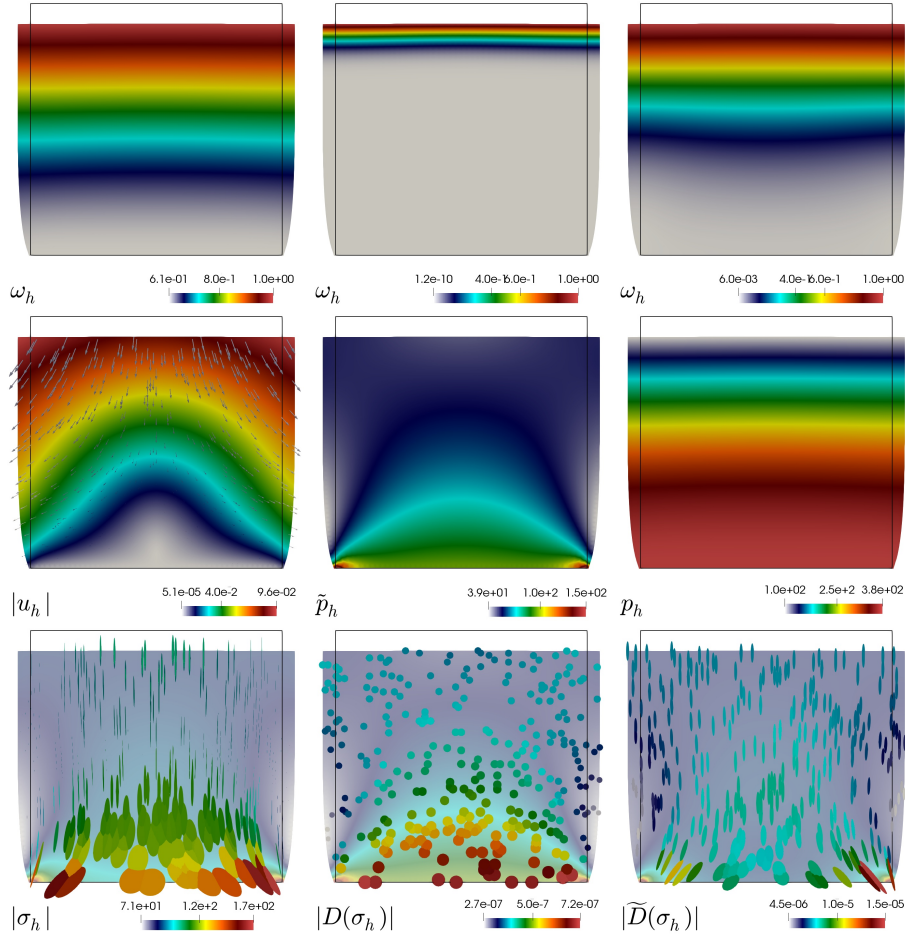 6.1e-01 8.0e-1 1.0e+00
ω_h
1.2e-10 4.0e-1 6.0e-1 1.0e+00
ω_h
6.0e-03 4.0e-1 6.0e-1 1.0e+00
ω_h
5.1e-05 4.0e-2 9.6e-02
|u_h|
3.9e+01 1.0e+2 1.5e+02
p̃_h
1.0e+02 2.5e+2 3.8e+02
p_h
7.1e+01 1.2e+2 1.7e+02
|σ_h|
2.7e-07 5.0e-7 7.2e-07
|D(σ_h)|
4.5e-06 1.0e-5 1.5e-05
|D̃(σ_h)|